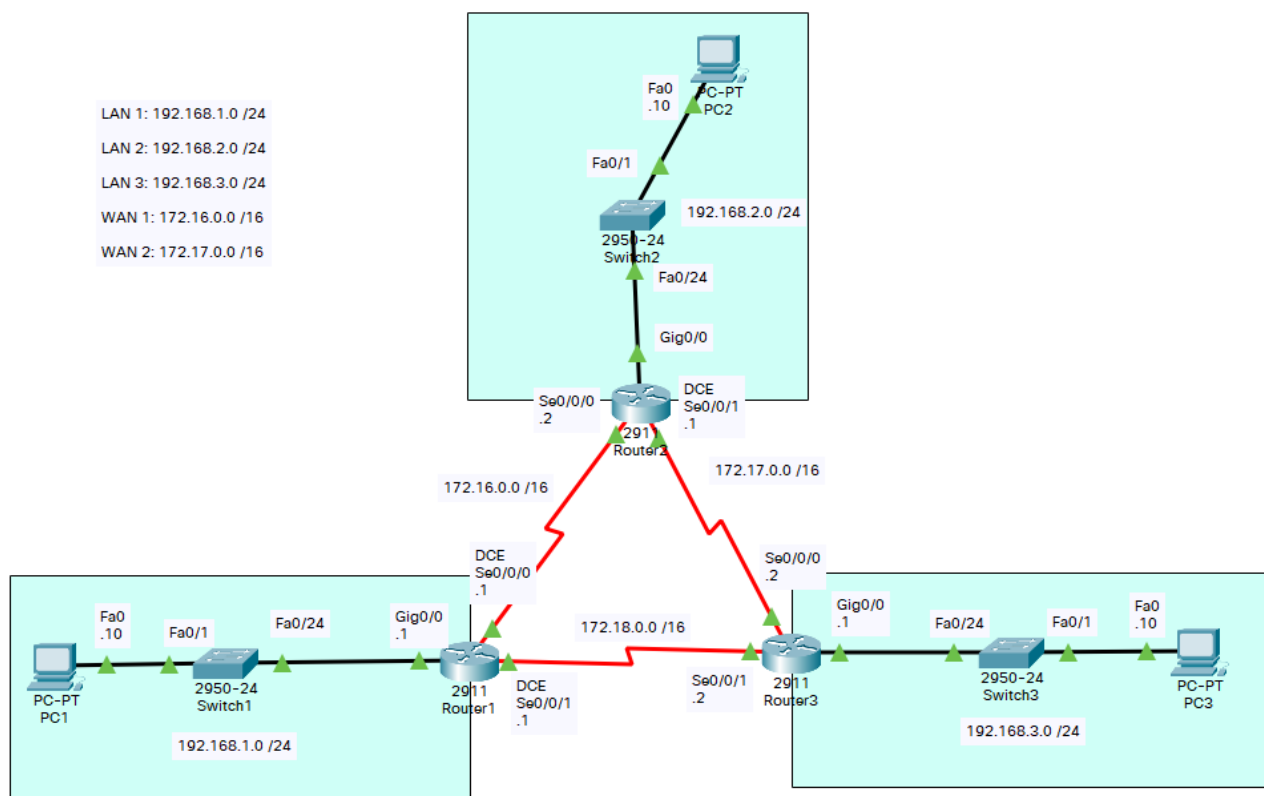 LAN 1: 192.168.1.0 /24
LAN 2: 192.168.2.0 /24
LAN 3: 192.168.3.0 /24
WAN 1: 172.16.0.0 /16
WAN 2: 172.17.0.0 /16
Fa0
.10
PC-PT
PC2
Fa0/1
192.168.2.0 /24
2950-24
Switch2
Fa0/24
Gig0/0
Se0/0/0
.2
DCE
Se0/0/1
.1
2911
Router2
172.16.0.0 /16
172.17.0.0 /16
DCE
Se0/0/0
.1
Se0/0/0
.2
Fa0
.10
Fa0/1
Fa0/24
Gig0/0
.1
172.18.0.0 /16
Gig0/0
.1
Fa0/24
Fa0/1
Fa0
.10
PC-PT
PC1
2950-24
Switch1
2911
Router1
DCE
Se0/0/1
.1
Se0/0/1
.2
2911
Router3
2950-24
Switch3
PC-PT
PC3
192.168.1.0 /24
192.168.3.0 /24